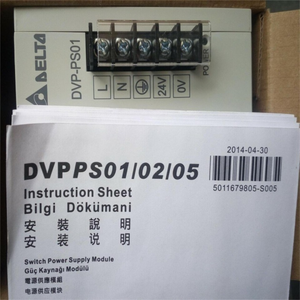 DELTA
DVP-PS01
L N 24V 0V
2014-04-30
DVPPS01/02/05
5011679805-S005
Instruction Sheet
Bilgi Dökümani
安裝說明
安装说明
Switch Power Supply Module
Güç Kaynağı Modülü
電源供應模組
电源供应模块